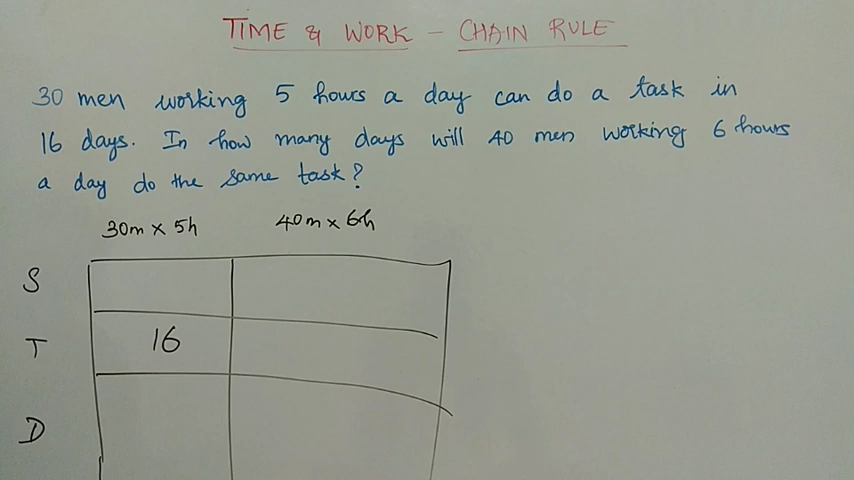 TIME & WORK - CHAIN RULE
30 men working 5 hours a day can do a task in
16 days. In how many days will 40 men working 6 hours
a day do the same task?
30m x 5h 40m x 6h
S
T 16
D